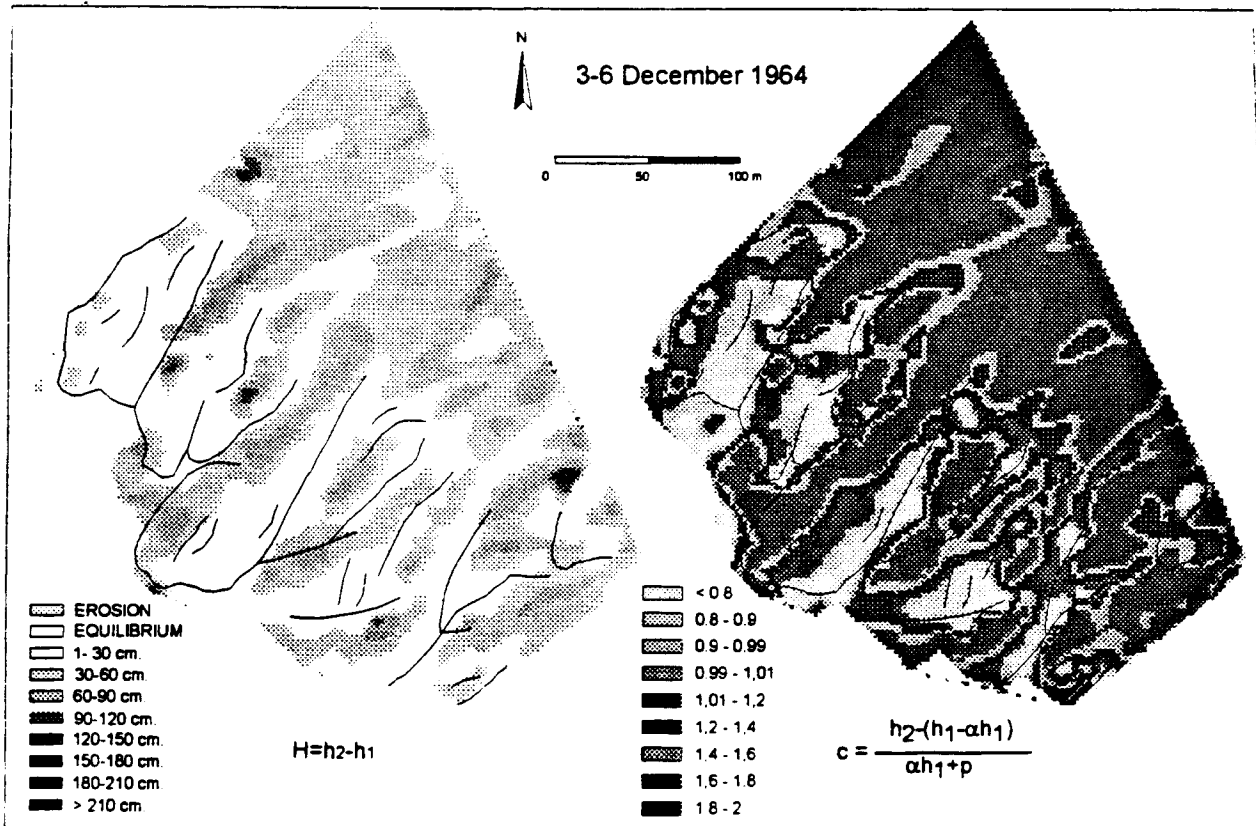 N
3-6 December 1964
0 50 100 m
EROSION
EQUILIBRIUM
1- 30 cm.
30-60 cm.
60-90 cm.
90-120 cm.
120-150 cm.
150-180 cm.
180-210 cm.
> 210 cm.
H=h2-h1
< 0.8
0.8 - 0.9
0.9 - 0.99
0.99 - 1,01
1,01 - 1,2
1,2 - 1,4
1,4 - 1,6
1,6 - 1.8
1.8 - 2
c = h2-(h1-αh1)
αh1+p